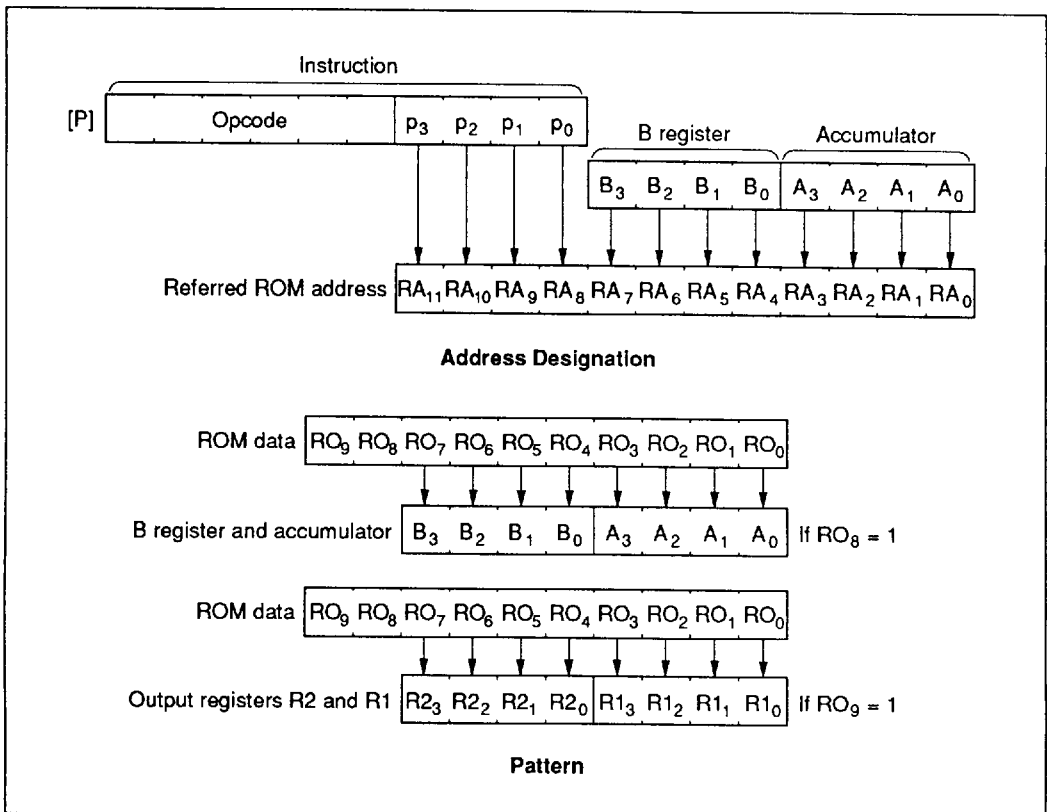 Instruction
[P] Opcode p3 p2 p1 p0
B register Accumulator
B3 B2 B1 B0 A3 A2 A1 A0
Referred ROM address RA11 RA10 RA9 RA8 RA7 RA6 RA5 RA4 RA3 RA2 RA1 RA0
Address Designation
ROM data RO9 RO8 RO7 RO6 RO5 RO4 RO3 RO2 RO1 RO0
B register and accumulator B3 B2 B1 B0 A3 A2 A1 A0 If RO8 = 1
ROM data RO9 RO8 RO7 RO6 RO5 RO4 RO3 RO2 RO1 RO0
Output registers R2 and R1 R23 R22 R21 R20 R13 R12 R11 R10 If RO9 = 1
Pattern